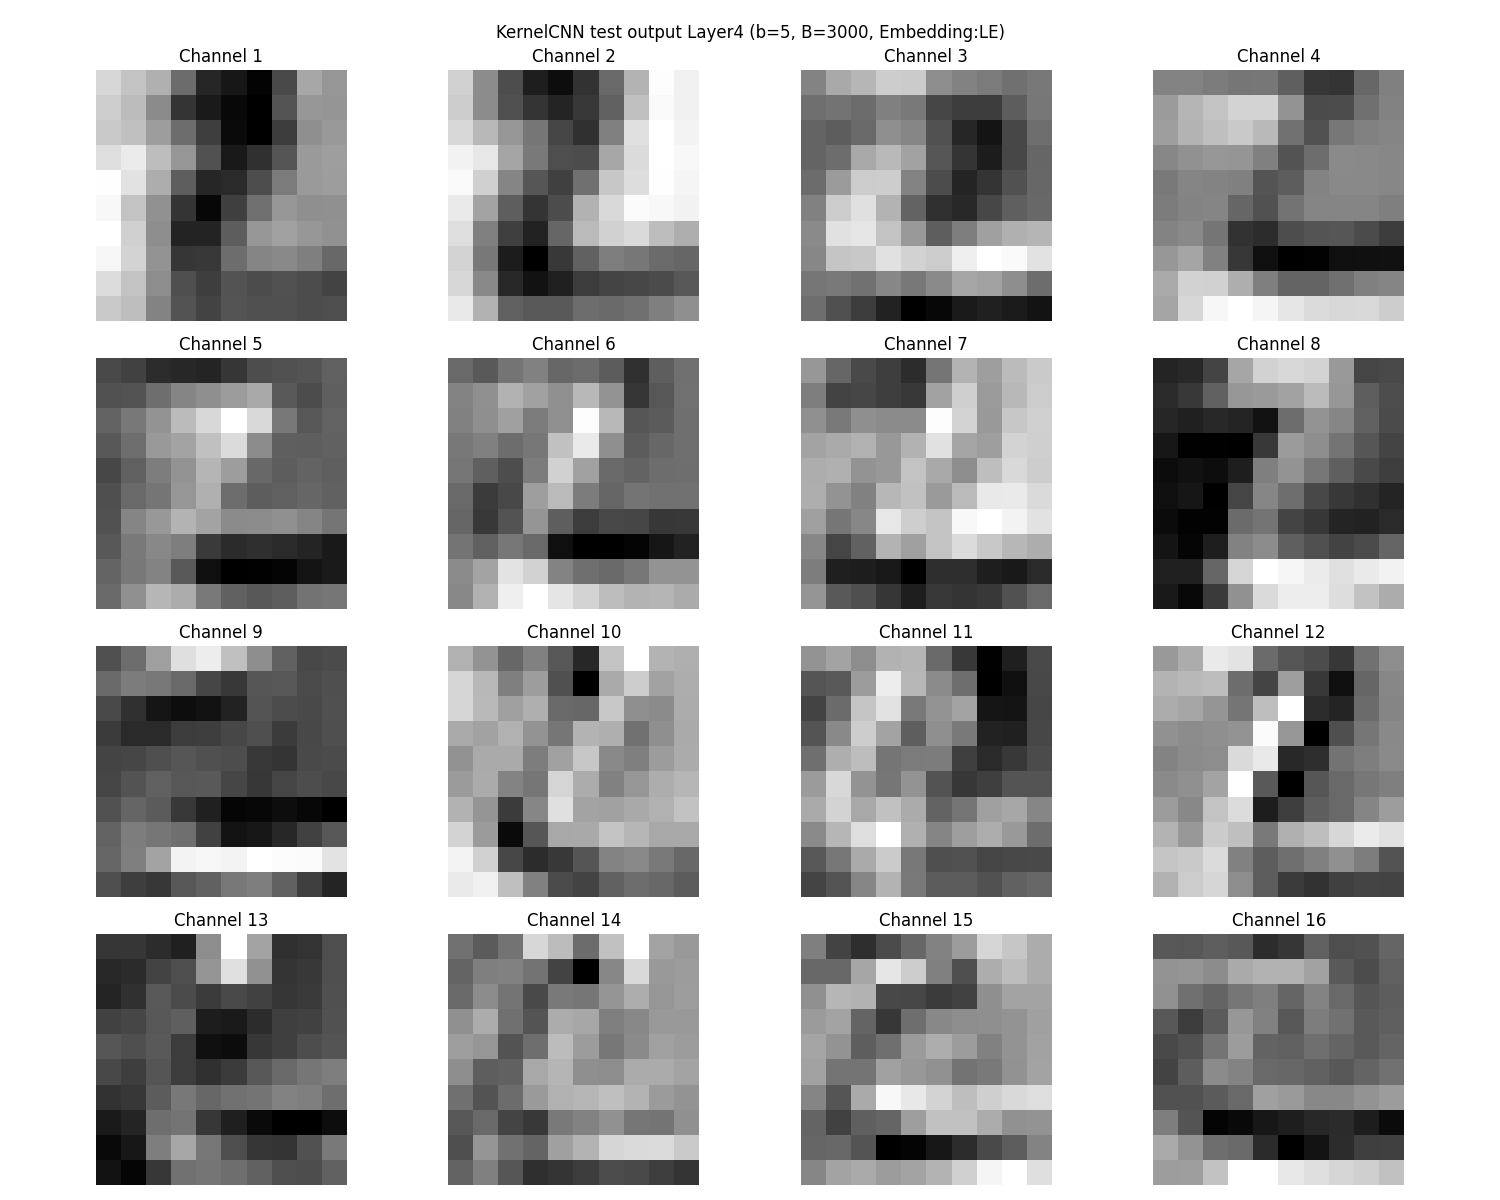 KernelCNN test output Layer4 (b=5, B=3000, Embedding:LE)
Channel 1
Channel 2
Channel 3
Channel 4
Channel 5
Channel 6
Channel 7
Channel 8
Channel 9
Channel 10
Channel 11
Channel 12
Channel 13
Channel 14
Channel 15
Channel 16